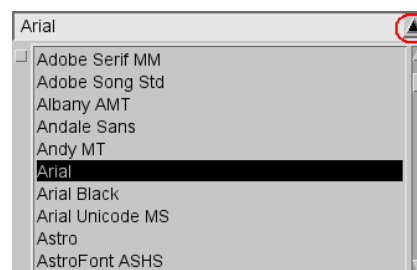 Arial
Adobe Serif MM
Adobe Song Std
Albany AMT
Andale Sans
Andy MT
Arial
Arial Black
Arial Unicode MS
Astro
AstroFont ASHS